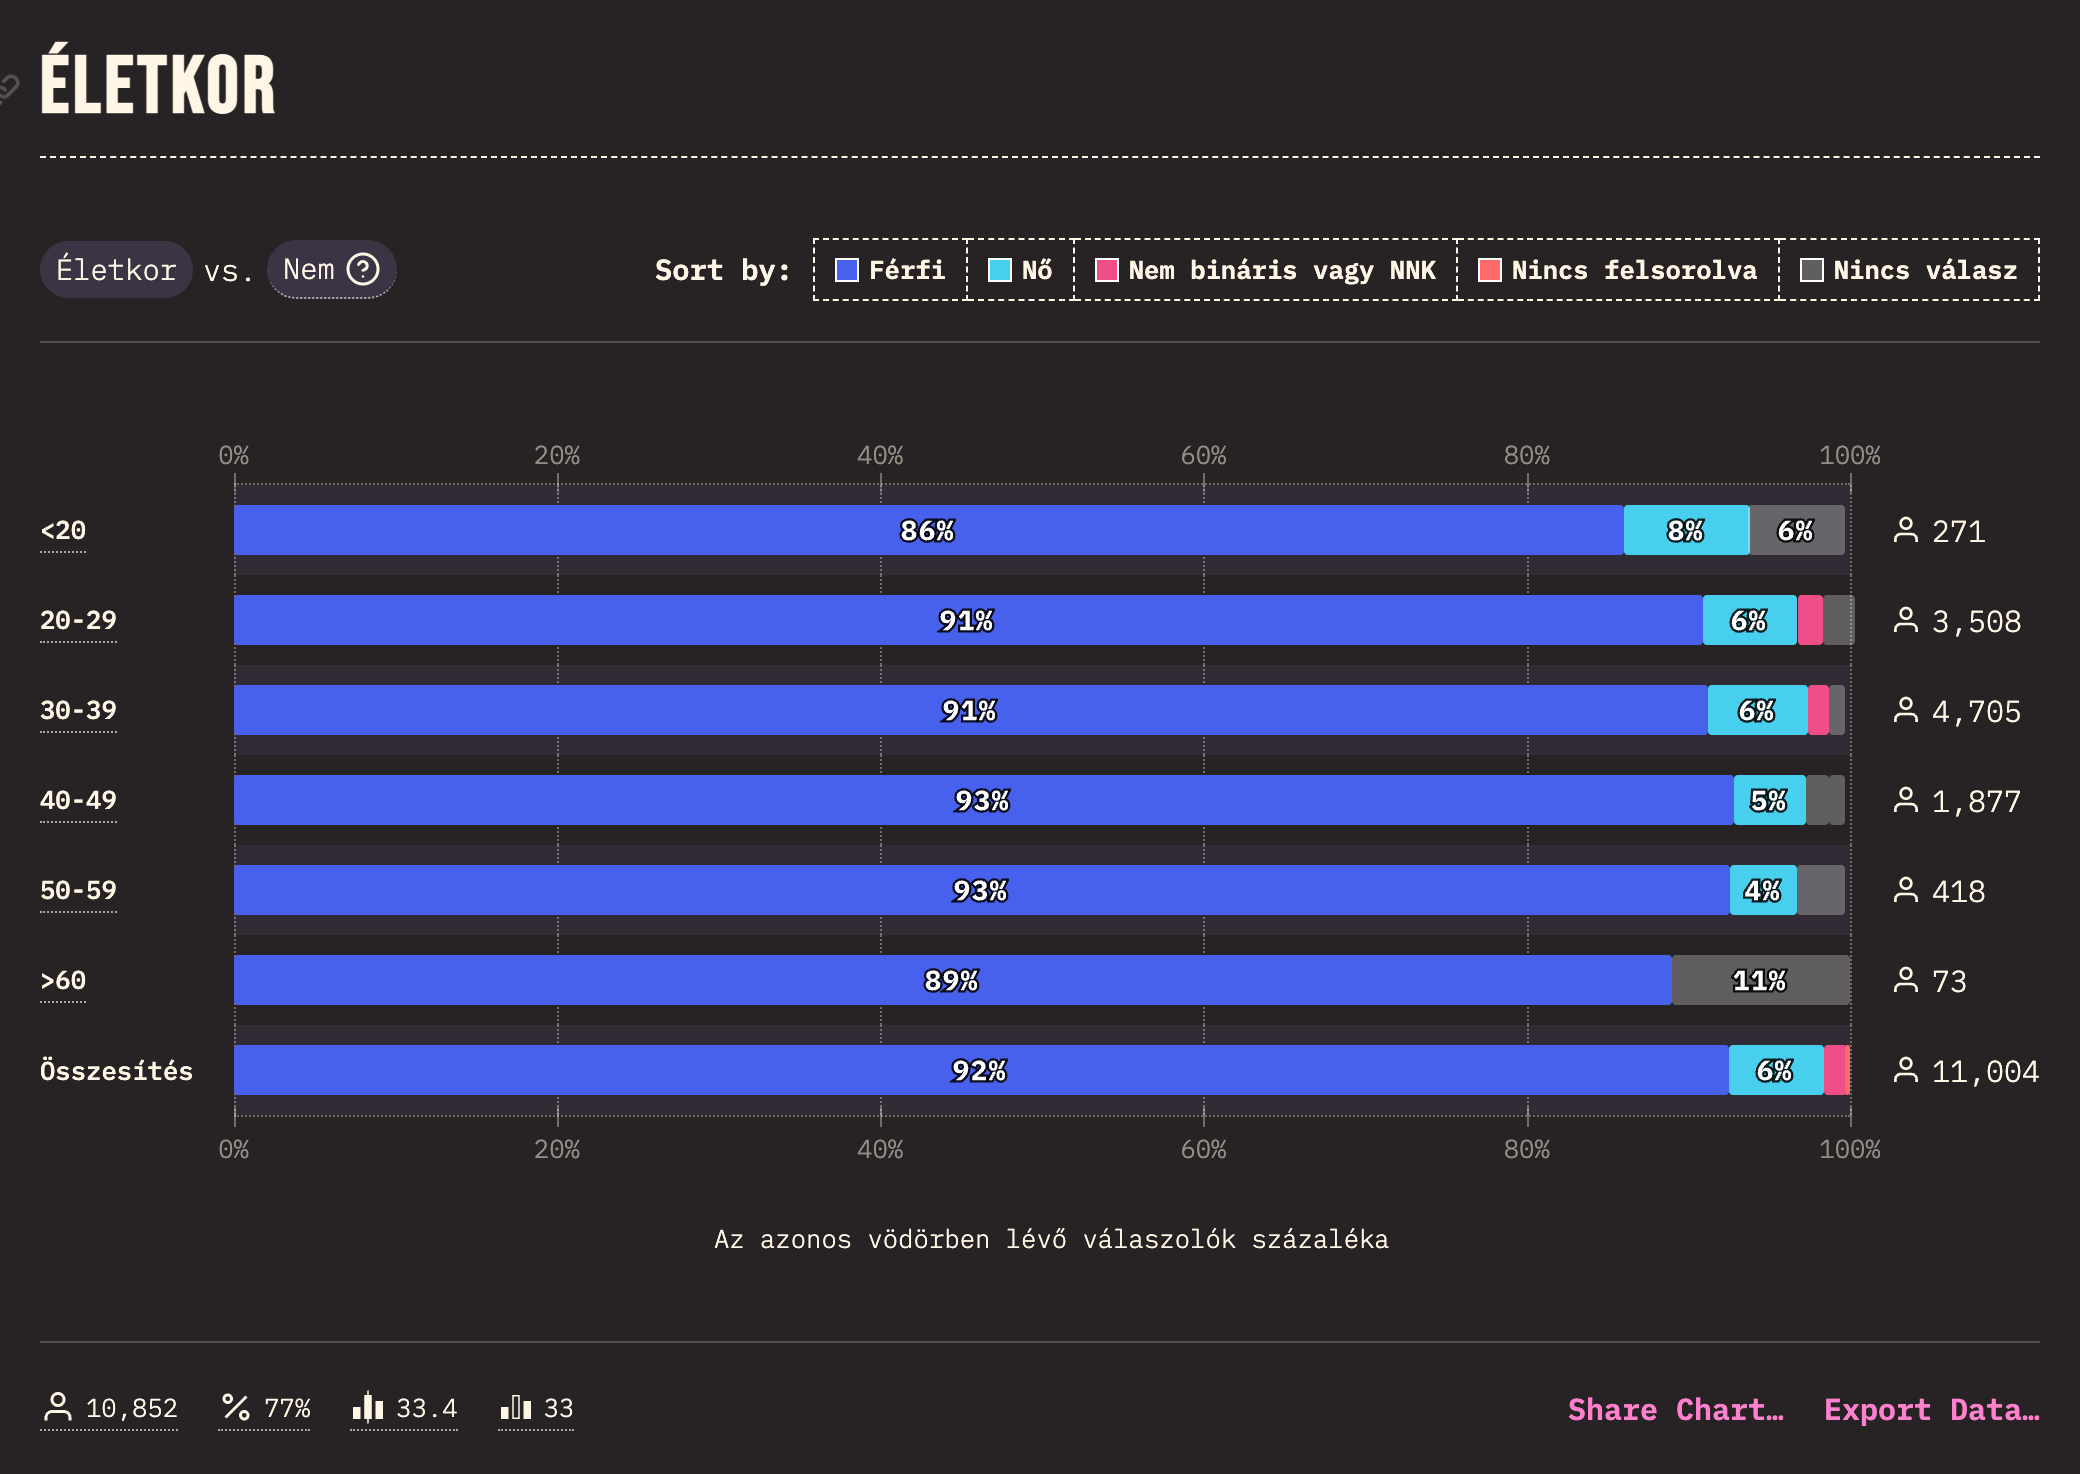 ÉLETKOR
Életkor vs. Nem ?
Sort by: Férfi Nő Nem bináris vagy NNK Nincs felsorolva Nincs válasz
0% 20% 40% 60% 80% 100%
<20 86% 8% 6% 271
20-29 91% 6% 3,508
30-39 91% 6% 4,705
40-49 93% 5% 1,877
50-59 93% 4% 418
>60 89% 11% 73
Összesítés 92% 6% 11,004
0% 20% 40% 60% 80% 100%
Az azonos vödörben lévő válaszolók százaléka
10,852 % 77% 33.4 33 Share Chart… Export Data…